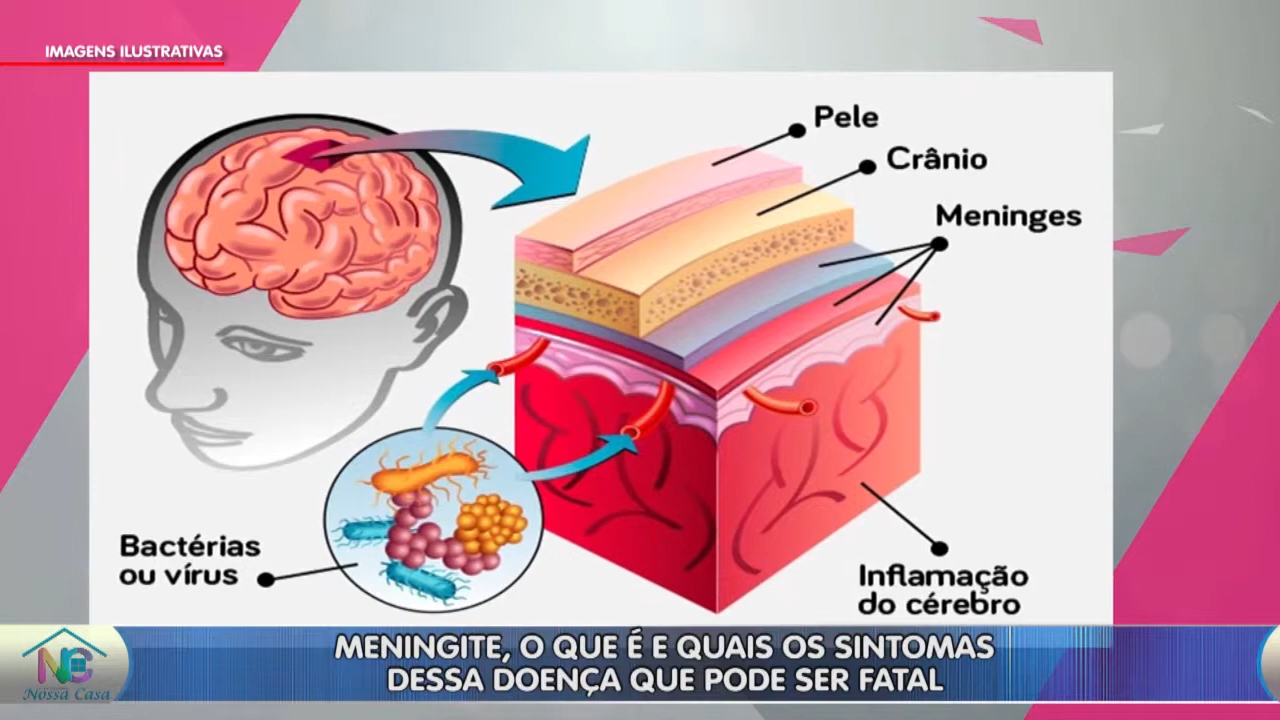 IMAGENS ILUSTRATIVAS
Pele
Crânio
Meninges
Bactérias
ou vírus
Inflamação
do cérebro
MENINGITE, O QUE É E QUAIS OS SINTOMAS
DESSA DOENÇA QUE PODE SER FATAL
NC
Nossa Casa